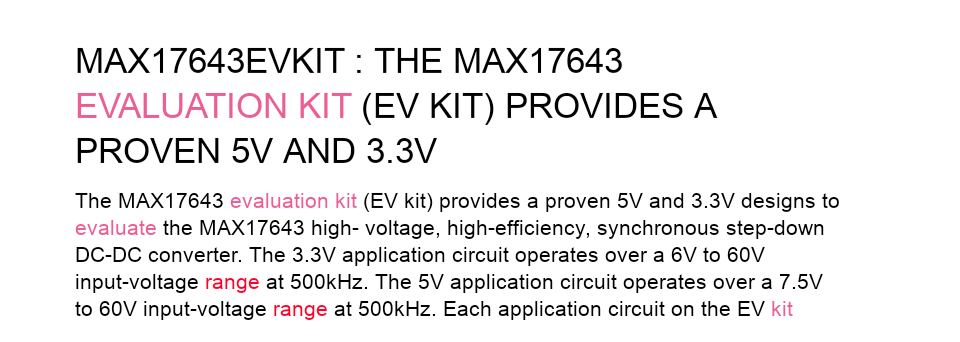 MAX17643EVKIT : THE MAX17643
EVALUATION KIT (EV KIT) PROVIDES A
PROVEN 5V AND 3.3V
The MAX17643 evaluation kit (EV kit) provides a proven 5V and 3.3V designs to
evaluate the MAX17643 high- voltage, high-efficiency, synchronous step-down
DC-DC converter. The 3.3V application circuit operates over a 6V to 60V
input-voltage range at 500kHz. The 5V application circuit operates over a 7.5V
to 60V input-voltage range at 500kHz. Each application circuit on the EV kit